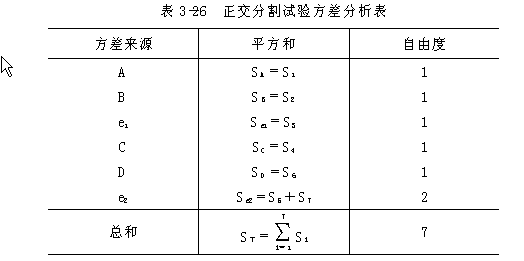 表 3-26 正交分割试验方差分析表
方差来源 平方和 自由度
A S_A=S_1 1
B S_B=S_2 1
e_1 S_e1=S_3 1
C S_C=S_4 1
D S_D=S_6 1
e_2 S_e2=S_5+S_7 2
总和 S_T=∑_{i=1}^{7}S_i 7